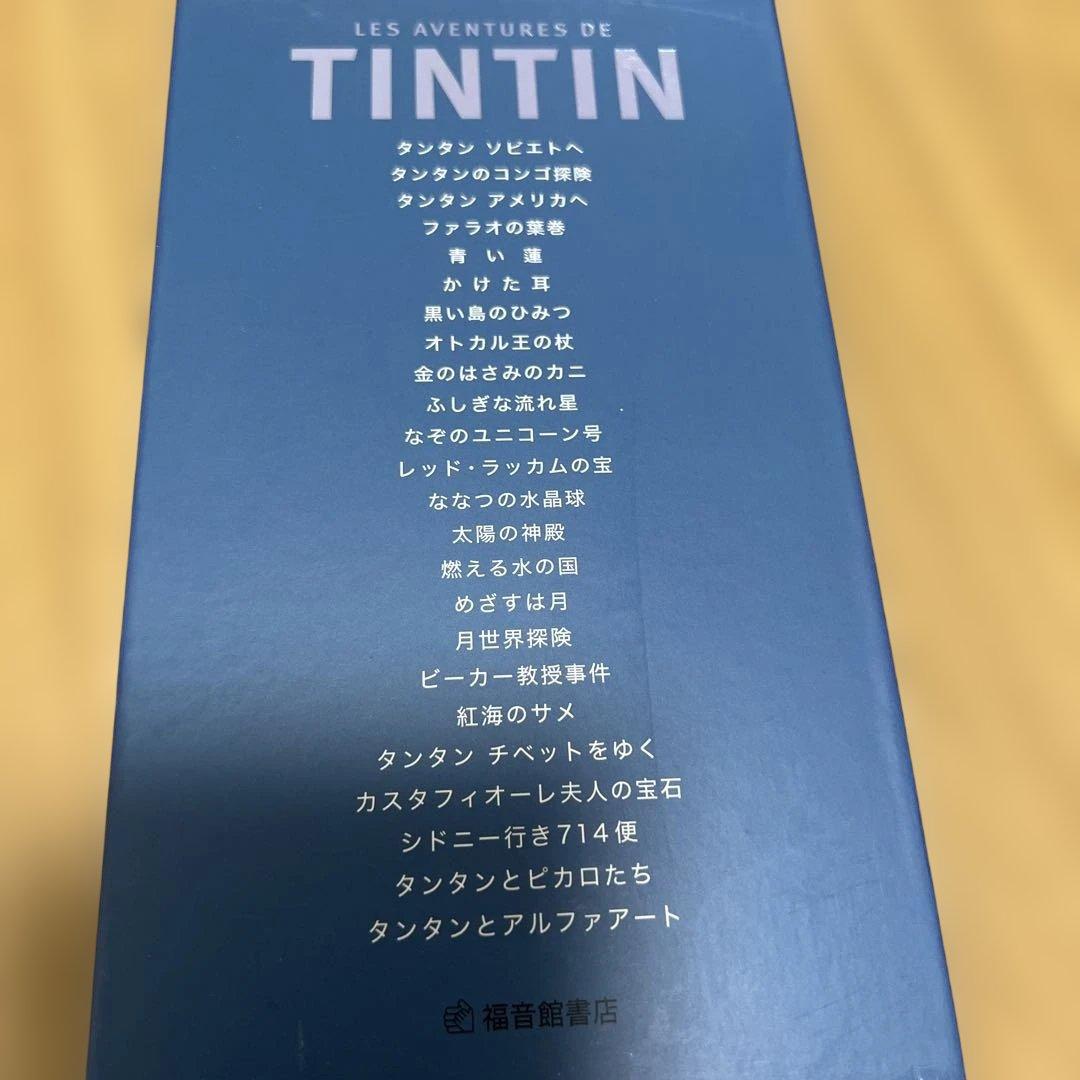 LES AVENTURES DE
TINTIN
タンタン ソビエトへ
タンタンのコンゴ探険
タンタン アメリカへ
ファラオの葉巻
青い蓮
かけた耳
黒い島のひみつ
オトカル王の杖
金のはさみのカニ
ふしぎな流れ星
なぞのユニコーン号
レッド・ラッカムの宝
ななつの水晶球
太陽の神殿
燃える水の国
めざすは月
月世界探険
ビーカー教授事件
紅海のサメ
タンタン チベットをゆく
カスタフィオーレ夫人の宝石
シドニー行き714便
タンタンとピカロたち
タンタンとアルファアート
福音館書店